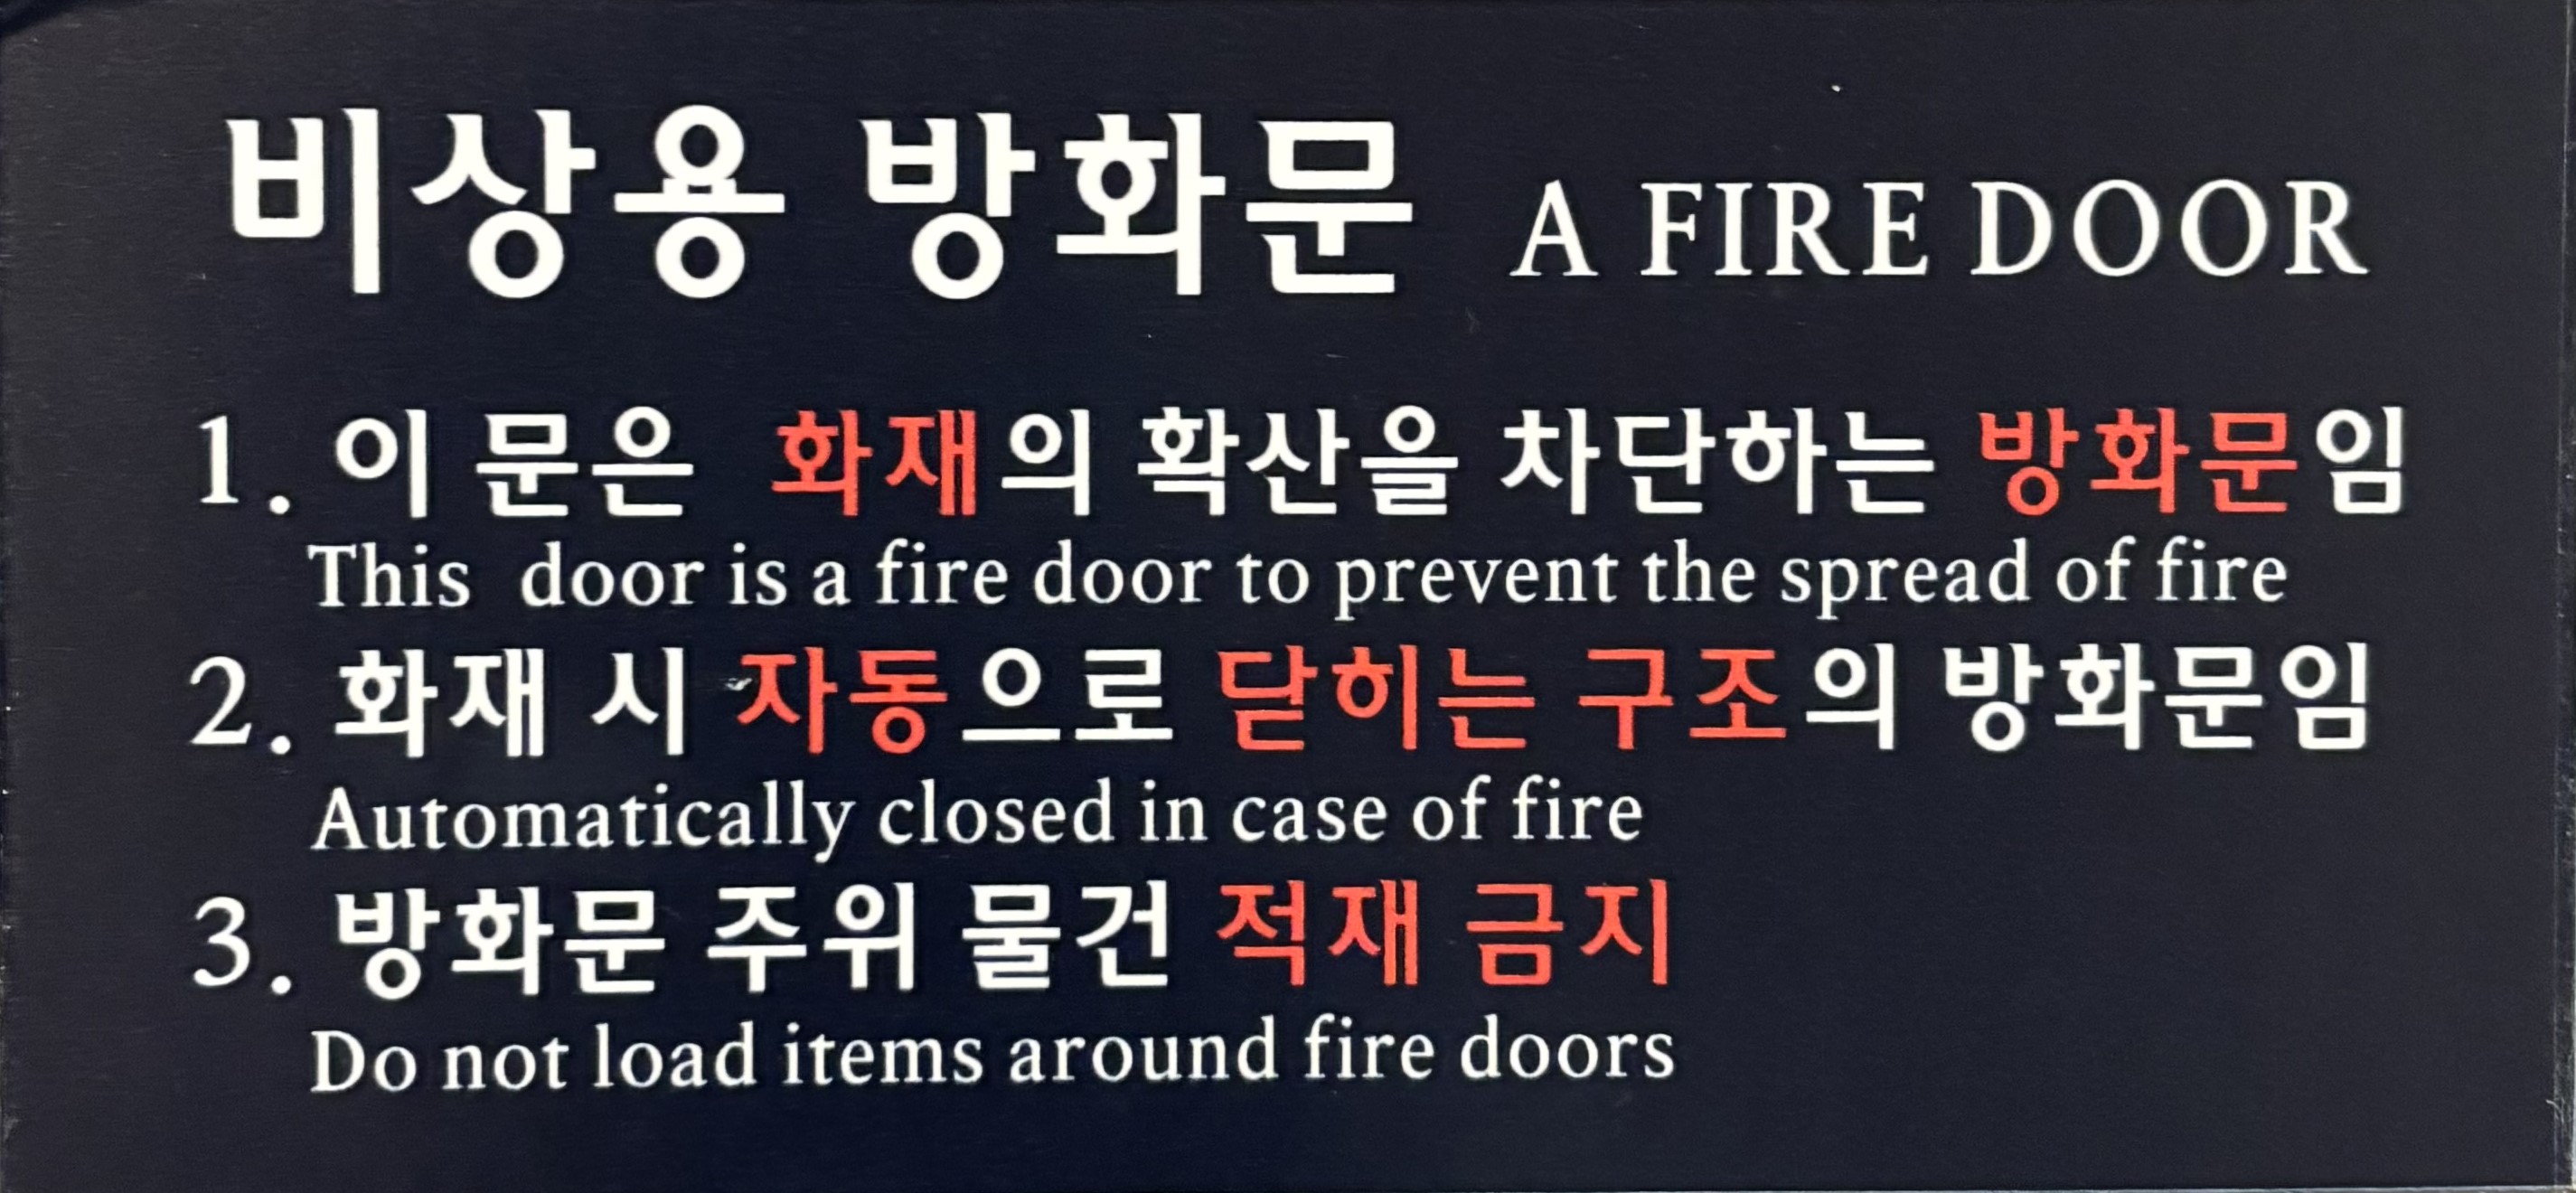 비상용 방화문 A FIRE DOOR
1. 이 문은 화재의 확산을 차단하는 방화문임
This door is a fire door to prevent the spread of fire
2. 화재 시 자동으로 닫히는 구조의 방화문임
Automatically closed in case of fire
3. 방화문 주위 물건 적재 금지
Do not load items around fire doors